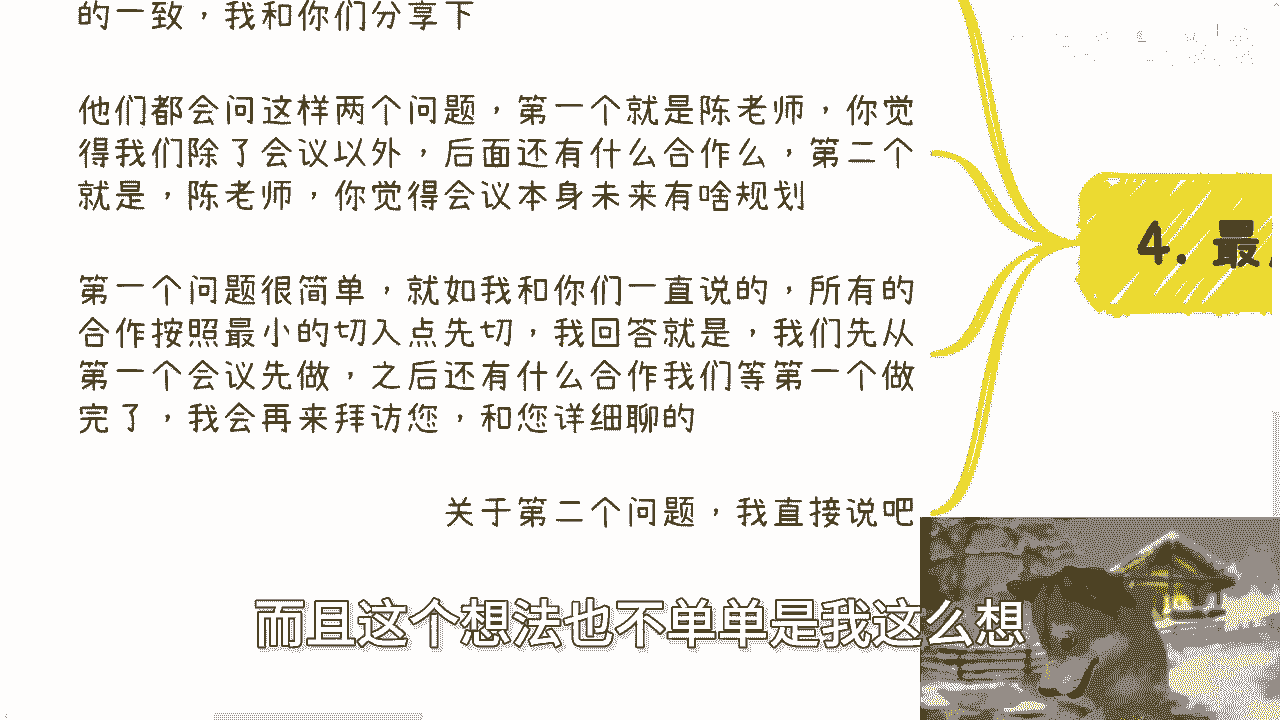 的一致，我和你们分享下
他们都会问这样两个问题，第一个就是陈老师，你觉
得我们除了会议以外，后面还有什么合作么，第二个
就是，陈老师，你觉得会议本身未来有啥规划
第一个问题很简单，就如我和你们一直说的，所有的
合作按照最小的切入点先切，我回答就是，我们先从
第一个会议先做，之后还有什么合作我们等第一个做
完了，我会再来拜访您，和您详细聊的
关于第二个问题，我直接说吧
4. 最
而且这个想法也不单单是我这么想